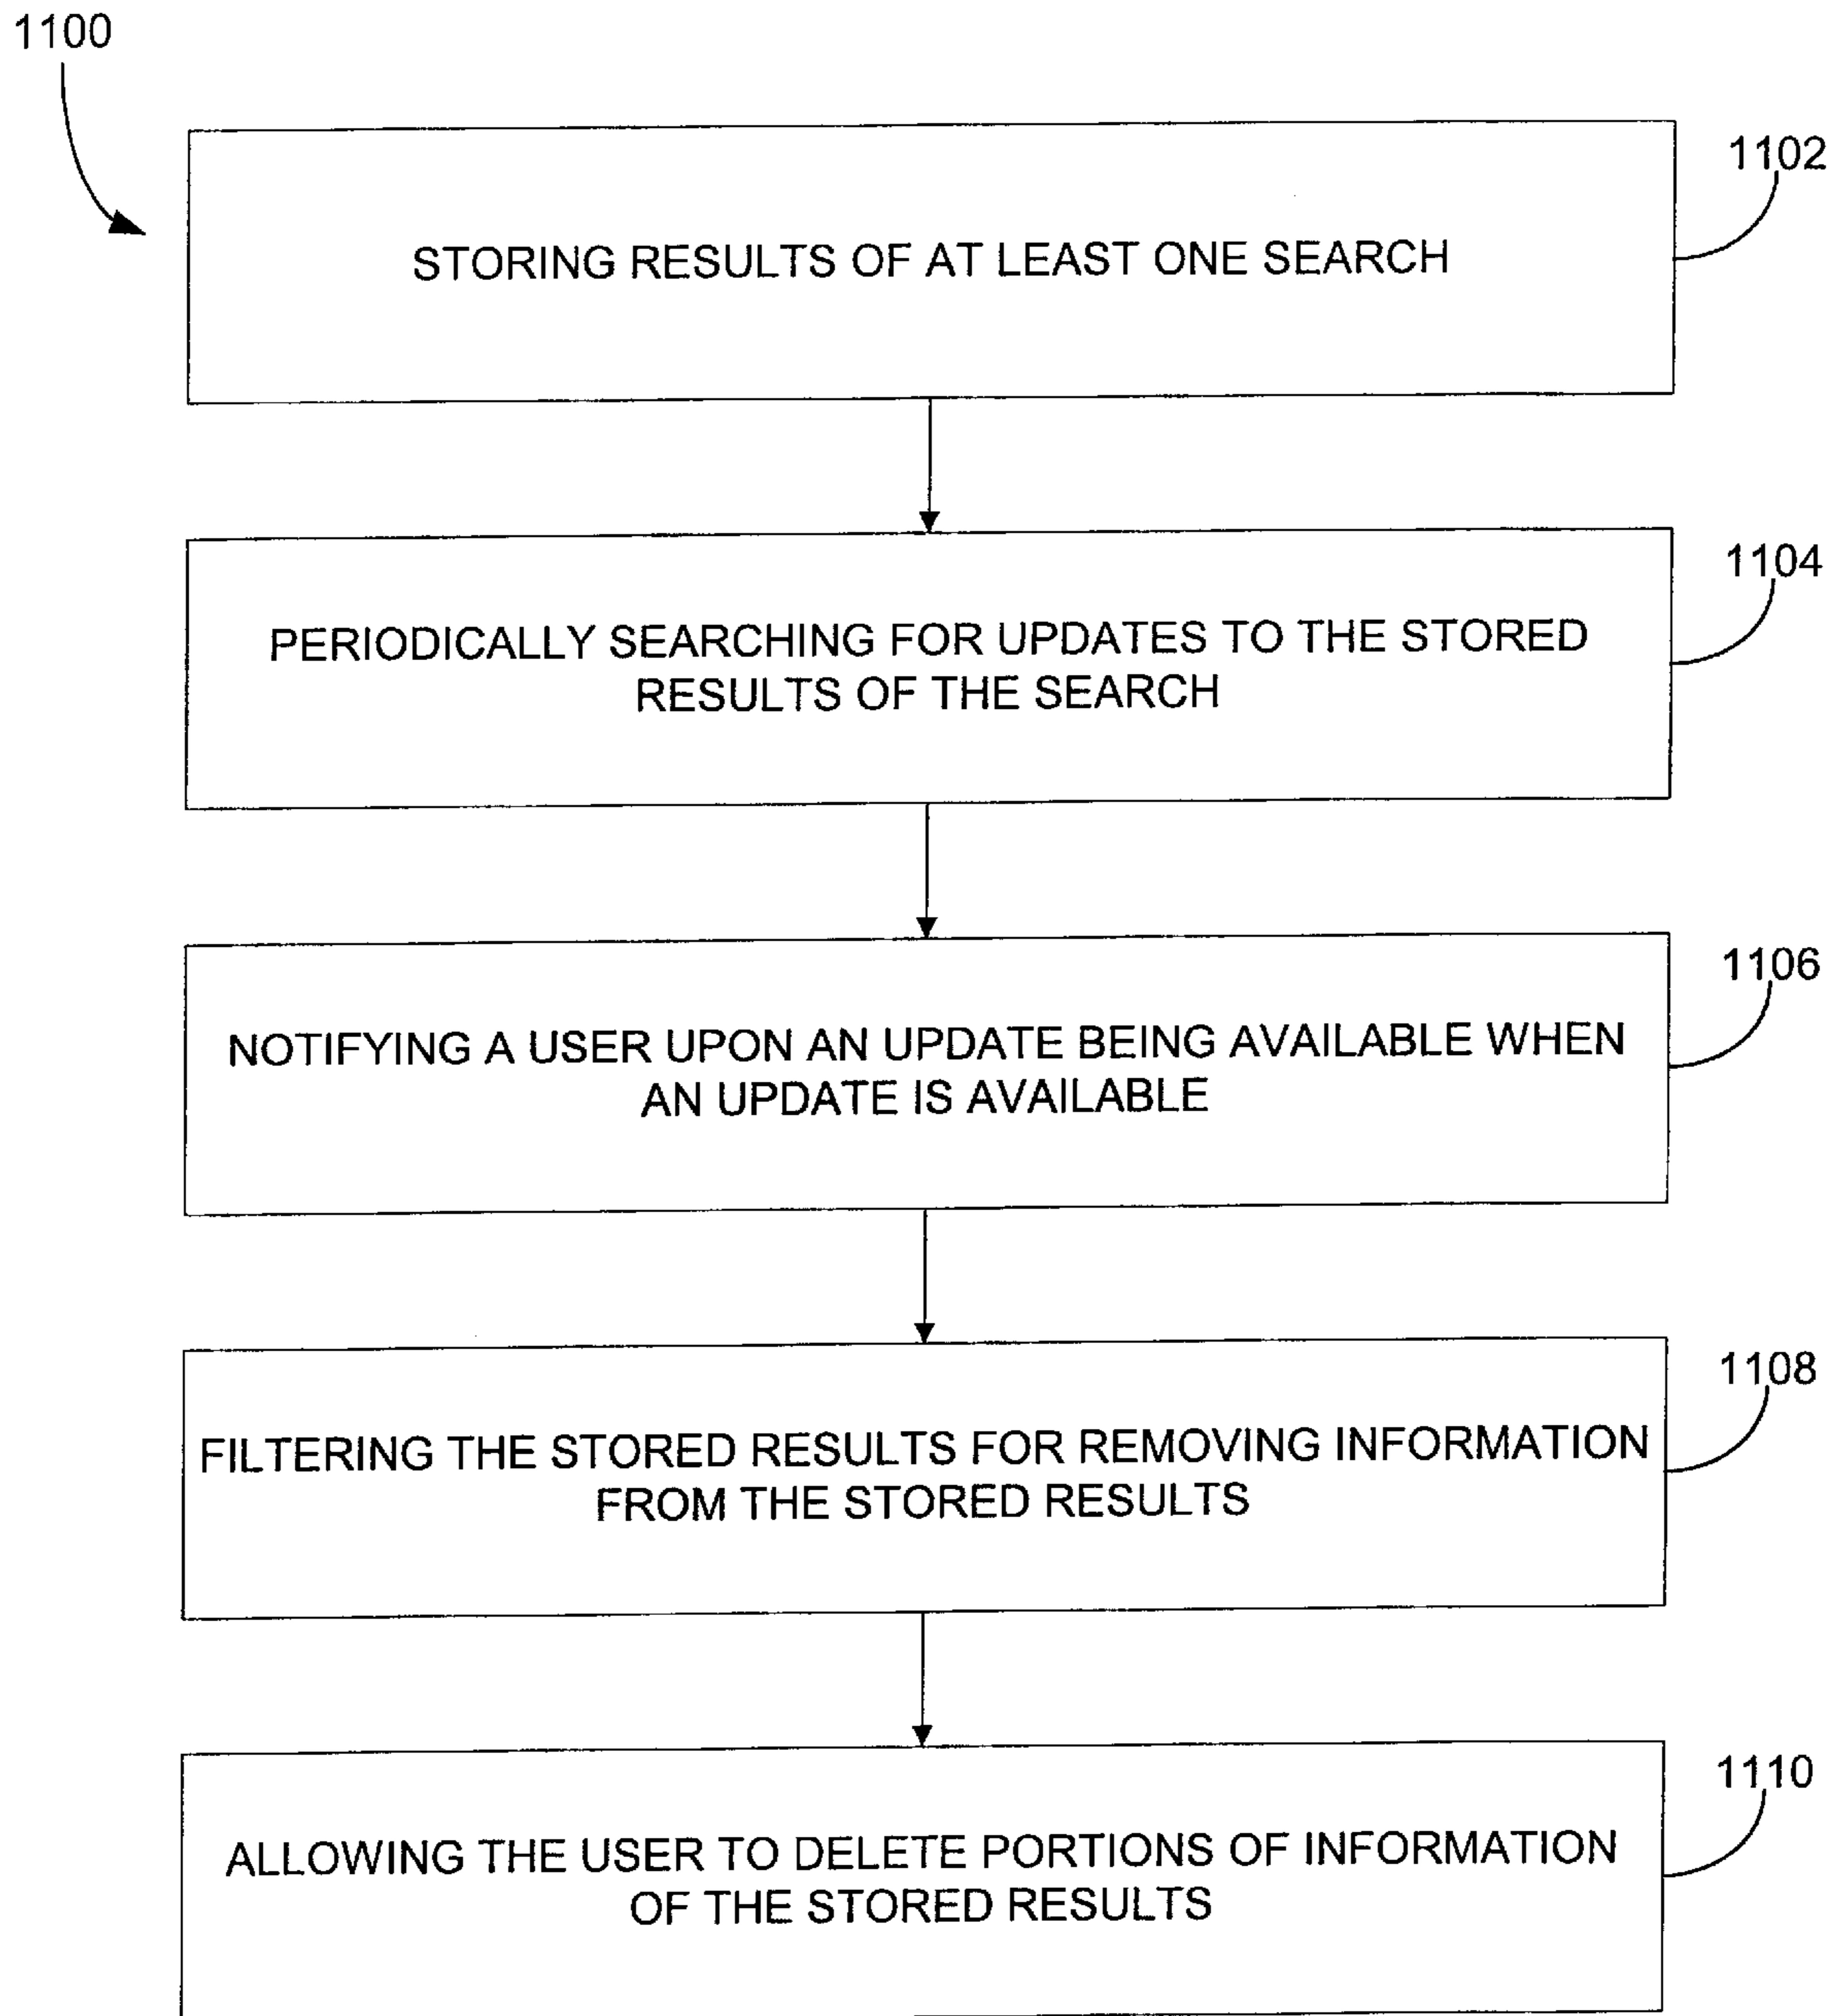 1100
1102
STORING RESULTS OF AT LEAST ONE SEARCH
1104
PERIODICALLY SEARCHING FOR UPDATES TO THE STORED
RESULTS OF THE SEARCH
1106
NOTIFYING A USER UPON AN UPDATE BEING AVAILABLE WHEN
AN UPDATE IS AVAILABLE
1108
FILTERING THE STORED RESULTS FOR REMOVING INFORMATION
FROM THE STORED RESULTS
1110
ALLOWING THE USER TO DELETE PORTIONS OF INFORMATION
OF THE STORED RESULTS